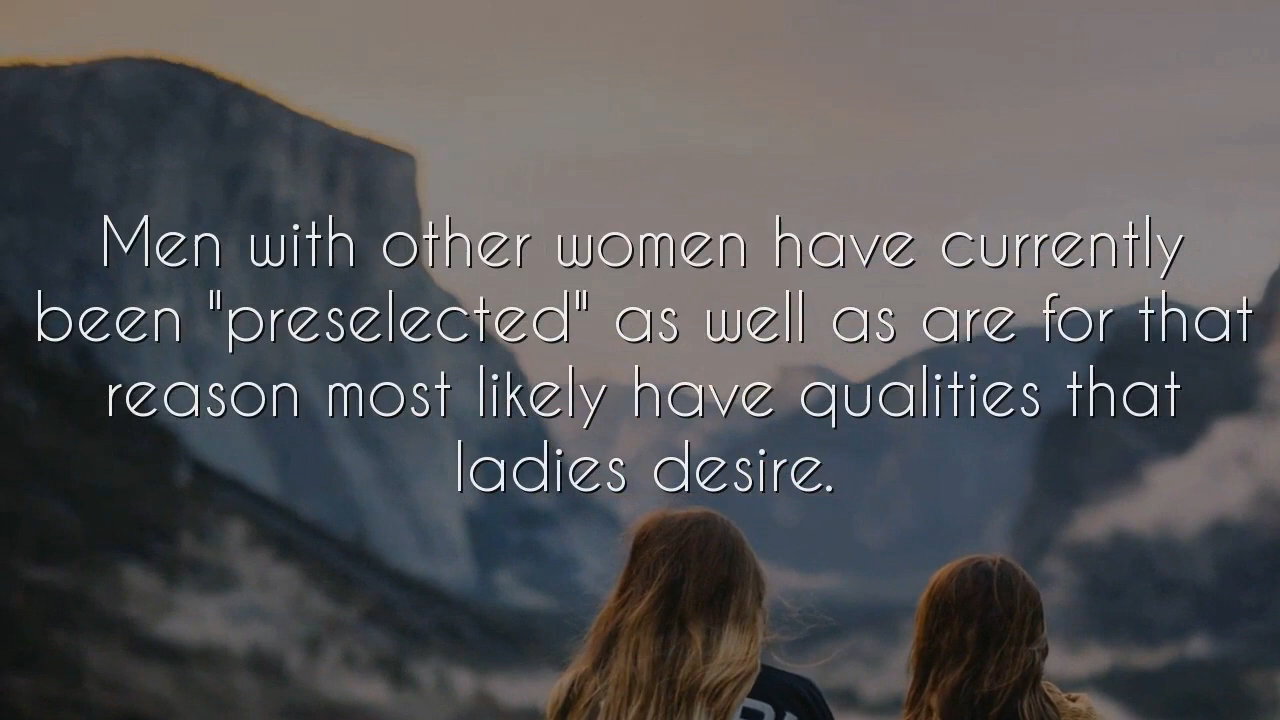 Men with other women have currently
been "preselected" as well as are for that
reason most likely have qualities that
ladies desire.